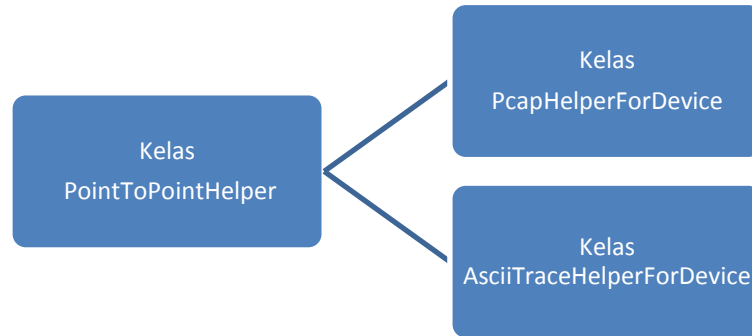 Kelas
PointToPointHelper
Kelas
PcapHelperForDevice
Kelas
AsciiTraceHelperForDevice